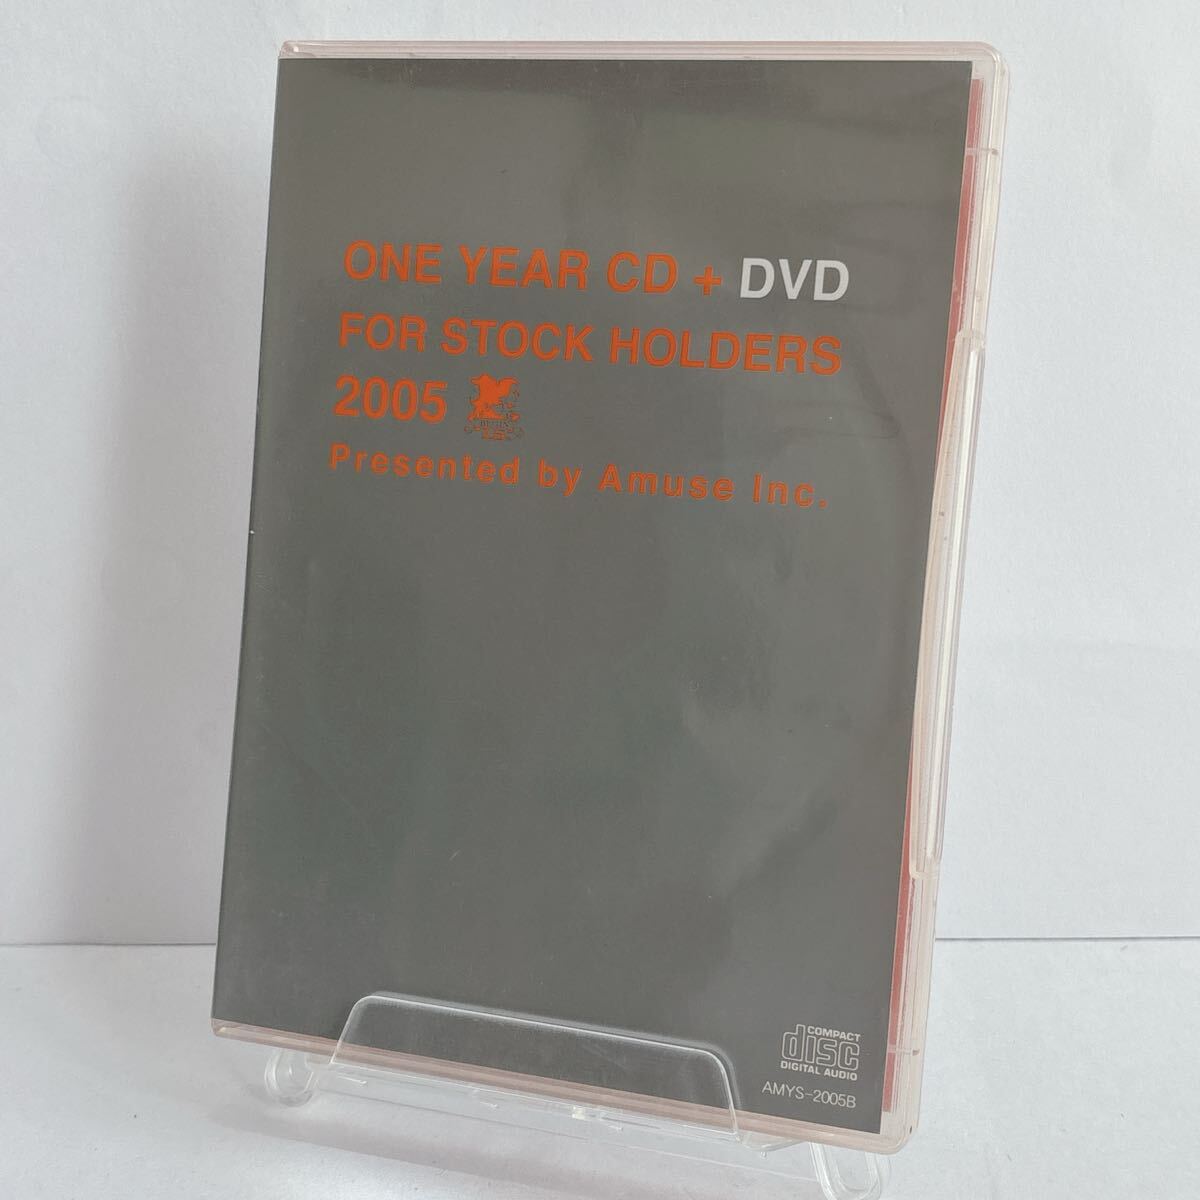 ONE YEAR CD + DVD
FOR STOCK HOLDERS
2005
Presented by Amuse Inc.
COMPACT
disc
DIGITAL AUDIO
AMYS-2005B